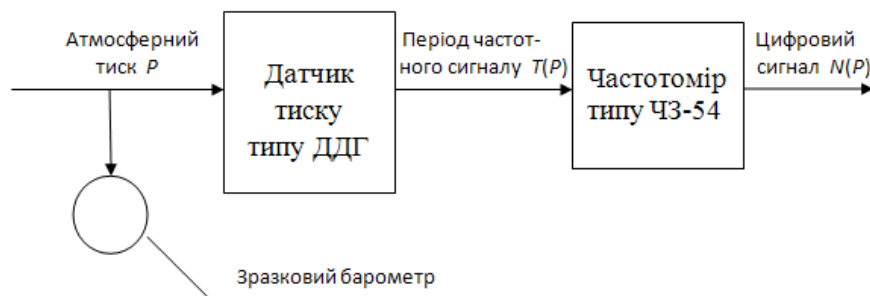 Атмосферний
тиск P
Датчик
тиску
типу ДДГ
Період частот-
ного сигналу T(P)
Частотомір
типу ЧЗ-54
Цифровий
сигнал N(P)
Зразковий барометр